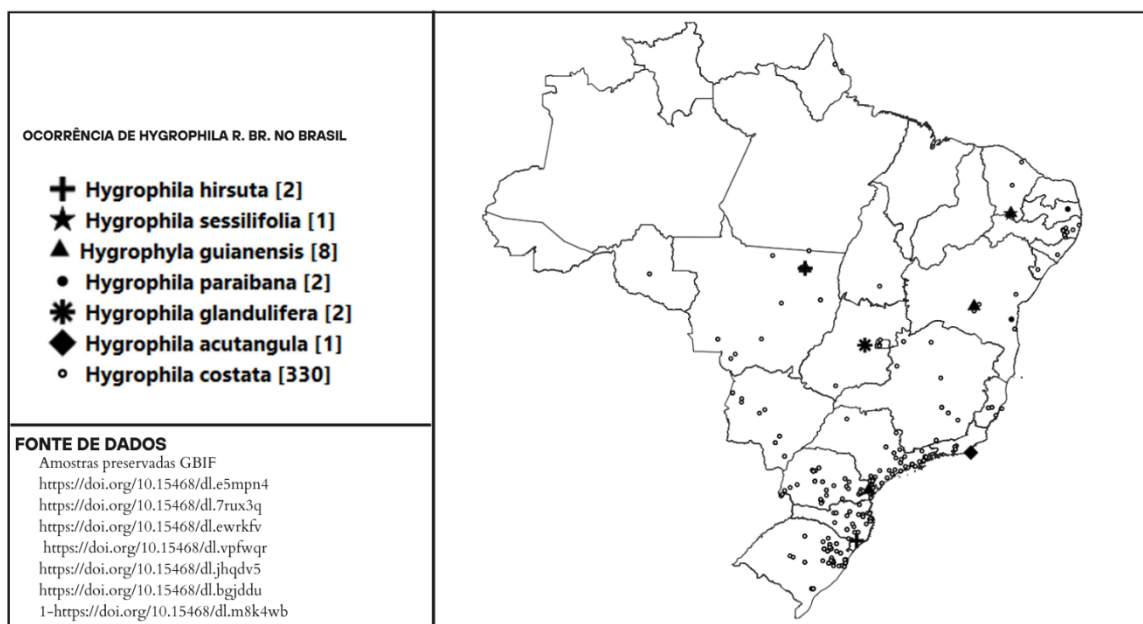 OCORRÊNCIA DE HYGROPHILA R. BR. NO BRASIL
Hygrophila hirsuta [2]
Hygrophila sessilifolia [1]
Hygrophyla guianensis [8]
Hygrophila paraibana [2]
Hygrophila glandulifera [2]
Hygrophila acutangula [1]
Hygrophila costata [330]
FONTE DE DADOS
Amostras preservadas GBIF
https://doi.org/10.15468/dl.e5mpn4
https://doi.org/10.15468/dl.7rux3q
https://doi.org/10.15468/dl.ewrkfv
https://doi.org/10.15468/dl.vpfwqr
https://doi.org/10.15468/dl.jhqdv5
https://doi.org/10.15468/dl.bgjddu
1-https://doi.org/10.15468/dl.m8k4wb